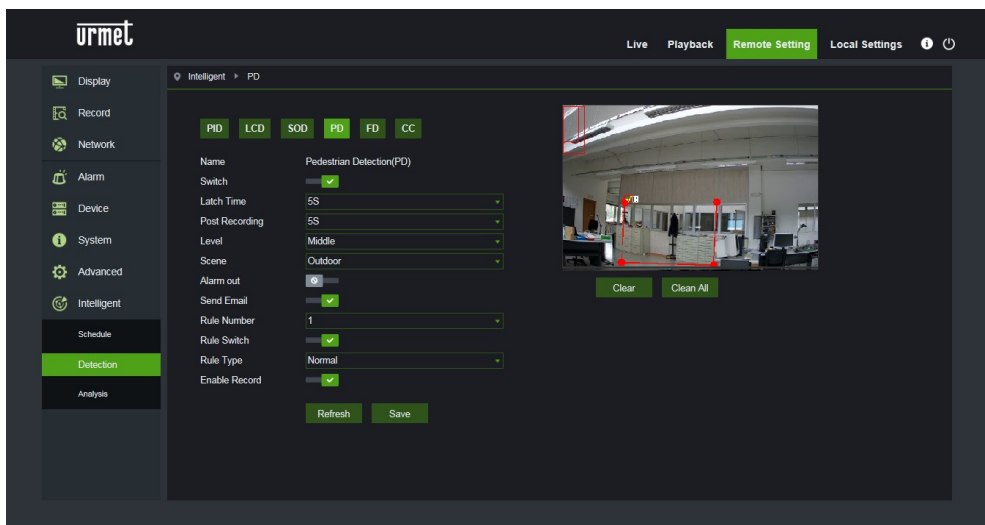 urmet
Live Playback Remote Setting Local Settings
Display
Record
Network
Alarm
Device
System
Advanced
Intelligent
Schedule
Detection
Analysis
Intelligent PD
PID LCD SOD PD FD CC
Name Pedestrian Detection(PD)
Switch
Latch Time 5S
Post Recording 5S
Level Middle
Scene Outdoor
Alarm out
Send Email
Rule Number 1
Rule Switch
Rule Type Normal
Enable Record
Refresh Save
Clear Clean All